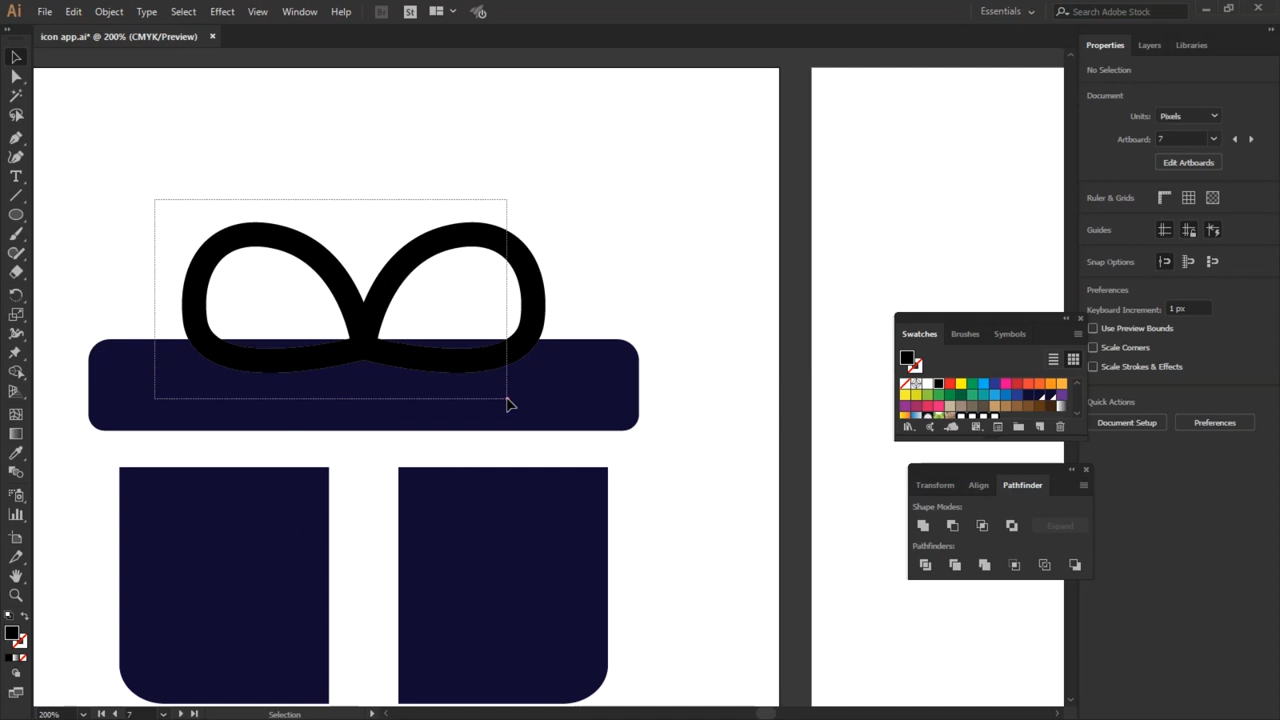 Ai File Edit Object Type Select Effect View Window Help Br St Essentials Search Adobe Stock
icon app.ai* @ 200% (CMYK/Preview) ×
Properties Layers Libraries
No Selection
Document
Units: Pixels
Artboard: 7
Edit Artboards
Ruler & Grids
Guides
Snap Options
Preferences
Keyboard Increment: 1 px
Use Preview Bounds
Scale Corners
Scale Strokes & Effects
Quick Actions
Document Setup Preferences
Swatches Brushes Symbols
Transform Align Pathfinder
Shape Modes:
Expand
Pathfinders:
200% 7 Selection